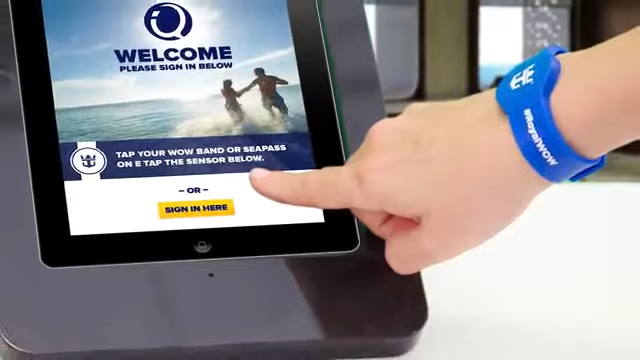 iQ
WELCOME
PLEASE SIGN IN BELOW
TAP YOUR WOW BAND OR SEAPASS
ON E TAP THE SENSOR BELOW.
– OR –
SIGN IN HERE
#RoyalWOW